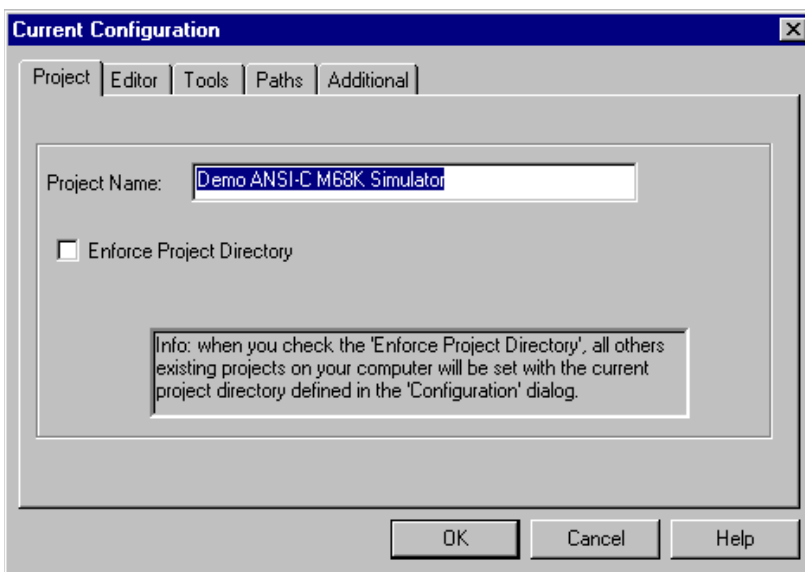 Current Configuration
Project Editor Tools Paths Additional
Project Name: Demo ANSI-C M68K Simulator
Enforce Project Directory
Info: when you check the 'Enforce Project Directory', all others
existing projects on your computer will be set with the current
project directory defined in the 'Configuration' dialog.
OK Cancel Help